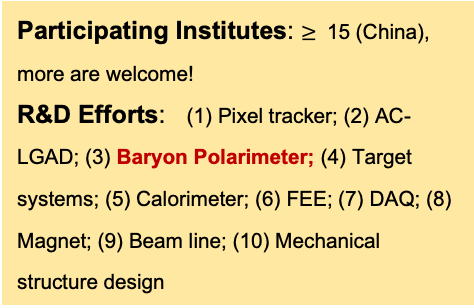 Participating Institutes: ≥ 15 (China),
more are welcome!
R&D Efforts: (1) Pixel tracker; (2) AC-
LGAD; (3) Baryon Polarimeter; (4) Target
systems; (5) Calorimeter; (6) FEE; (7) DAQ; (8)
Magnet; (9) Beam line; (10) Mechanical
structure design